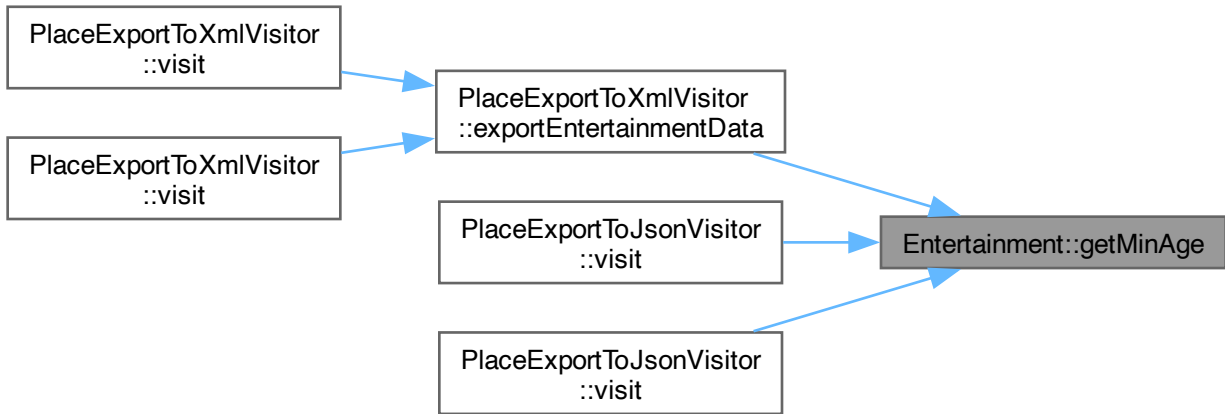 PlaceExportToXmlVisitor
::visit
PlaceExportToXmlVisitor
::visit
PlaceExportToXmlVisitor
::exportEntertainmentData
PlaceExportToJsonVisitor
::visit
PlaceExportToJsonVisitor
::visit
Entertainment::getMinAge